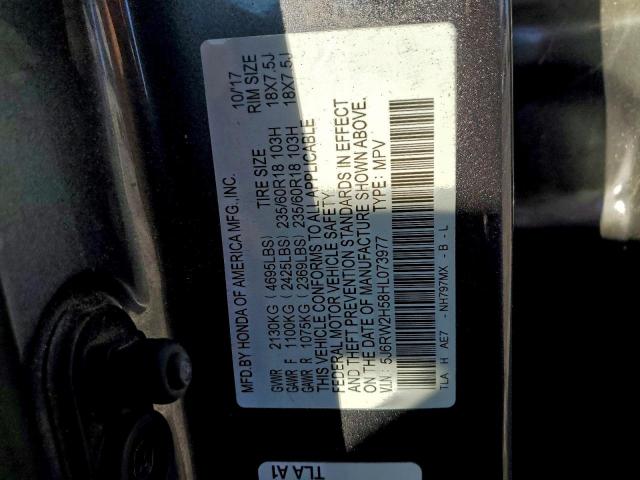 MFD.BY HONDA OF AMERICA MFG.,INC. 10/17
TIRE SIZE RIM SIZE
GVWR 2130KG (4695LBS)
GAWR F 1100KG (2425LBS) 235/60R18 103H 18X7.5J
GAWR R 1075KG (2369LBS) 235/60R18 103H 18X7.5J
THIS VEHICLE CONFORMS TO ALL APPLICABLE
FEDERAL MOTOR VEHICLE SAFETY
AND THEFT PREVENTION STANDARDS IN EFFECT
ON THE DATE OF MANUFACTURE SHOWN ABOVE.
V.I.N: 5J6RW2H58HL073977 TYPE: MPV
TLA H AE7 - NH797MX - B - L
TLA A1